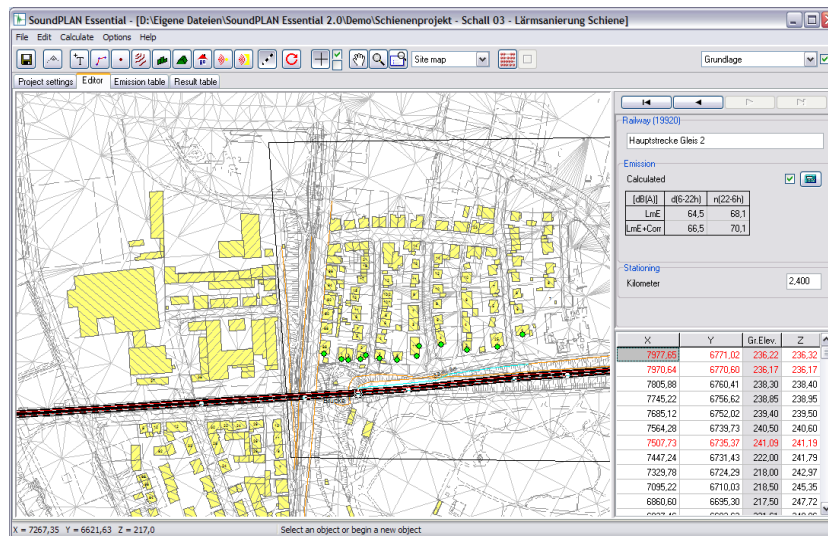 SoundPLAN Essential - [D:\Eigene Dateien\SoundPLAN Essential 2.0\Demo\Schienenprojekt - Schall 03 - Lärmsanierung Schiene]
File Edit Calculate Options Help
Site map Grundlage
Project settings Editor Emission table Result table
Railway (19920)
Hauptstrecke Gleis 2
Emission
Calculated
[dB(A)] d(6-22h) n(22-6h)
LmE 64,5 68,1
LmE+Corr 66,5 70,1
Stationing
Kilometer 2,400
X Y Gr.Elev. Z
7977,65 6771,02 236,22 236,32
7970,64 6770,60 236,17 236,17
7805,88 6760,41 238,30 238,40
7745,22 6756,62 238,85 238,95
7685,12 6752,02 239,40 239,50
7564,28 6739,73 240,50 240,60
7507,73 6735,37 241,09 241,19
7447,24 6731,43 222,00 241,79
7329,78 6724,29 218,00 242,97
7095,22 6710,03 218,50 245,35
6860,60 6695,30 217,50 247,72
X = 7267,35 Y = 6621,63 Z = 217,0 Select an object or begin a new object